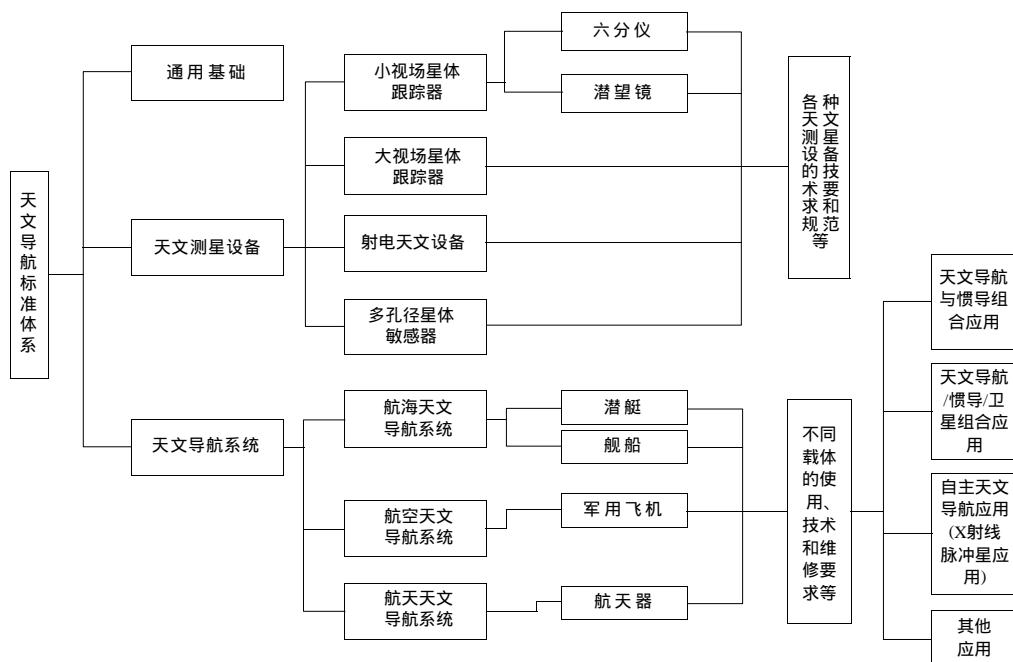 天文导航标准体系
通用基础
天文测星设备
天文导航系统
小视场星体
跟踪器
大视场星体
跟踪器
射电天文设备
多孔径星体
敏感器
航海天文
导航系统
航空天文
导航系统
航天天文
导航系统
六分仪
潜望镜
潜艇
舰船
军用飞机
航天器
各种
天文
测星
设备
的技
术要
求和
规范
等
不同
载体
的使
用、
技术
和维
修要
求等
天文导航
与惯导组
合应用
天文导航
/惯导/卫
星组合应
用
自主天文
导航应用
(X射线
脉冲星应
用)
其他
应用